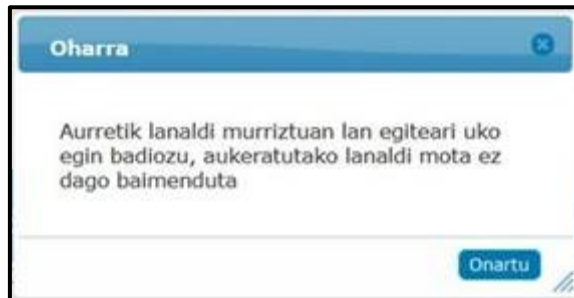 Oharra
Aurretik lanaldi murriztuan lan egiteari uko
egin badiozu, aukeratutako lanaldi mota ez
dago baimenduta
Onartu